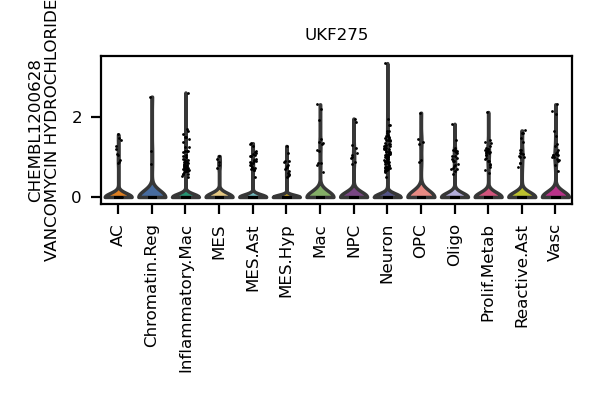 UKF275
CHEMBL1200628
VANCOMYCIN HYDROCHLORIDE
2
0
AC
Chromatin.Reg
Inflammatory.Mac
MES
MES.Ast
MES.Hyp
Mac
NPC
Neuron
OPC
Oligo
Prolif.Metab
Reactive.Ast
Vasc